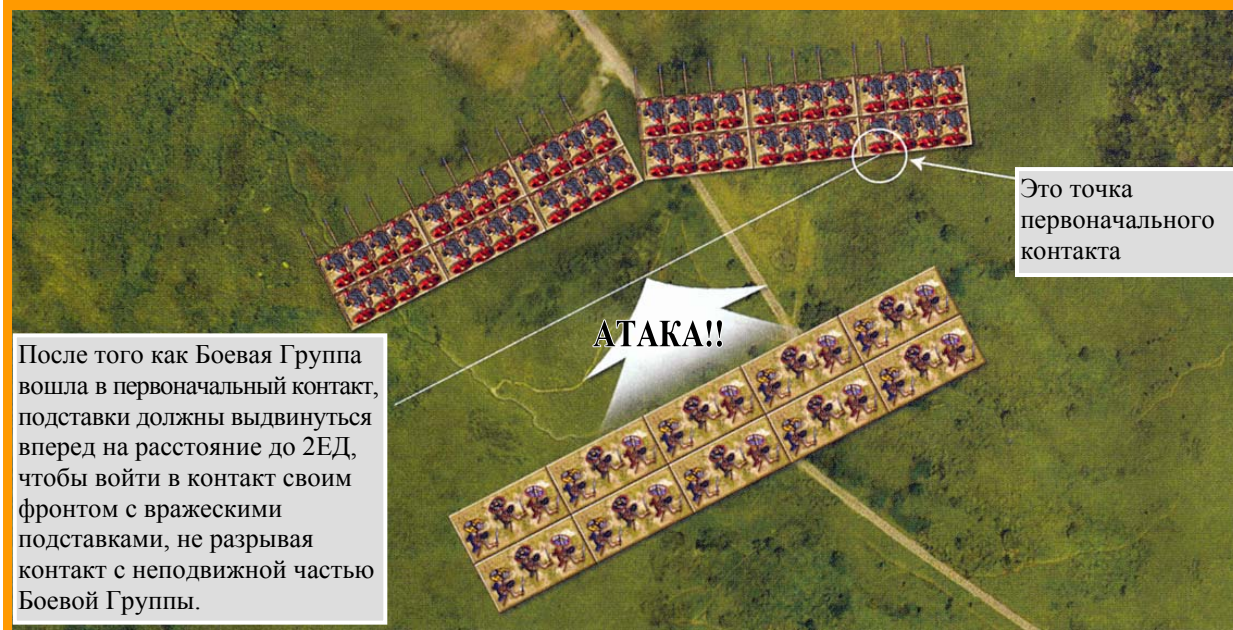 Это точка
первоначального
контакта
АТАКА!!
После того как Боевая Группа
вошла в первоначальный контакт,
подставки должны выдвинуться
вперед на расстояние до 2ЕД,
чтобы войти в контакт своим
фронтом с вражескими
подставками, не разрывая
контакт с неподвижной частью
Боевой Группы.